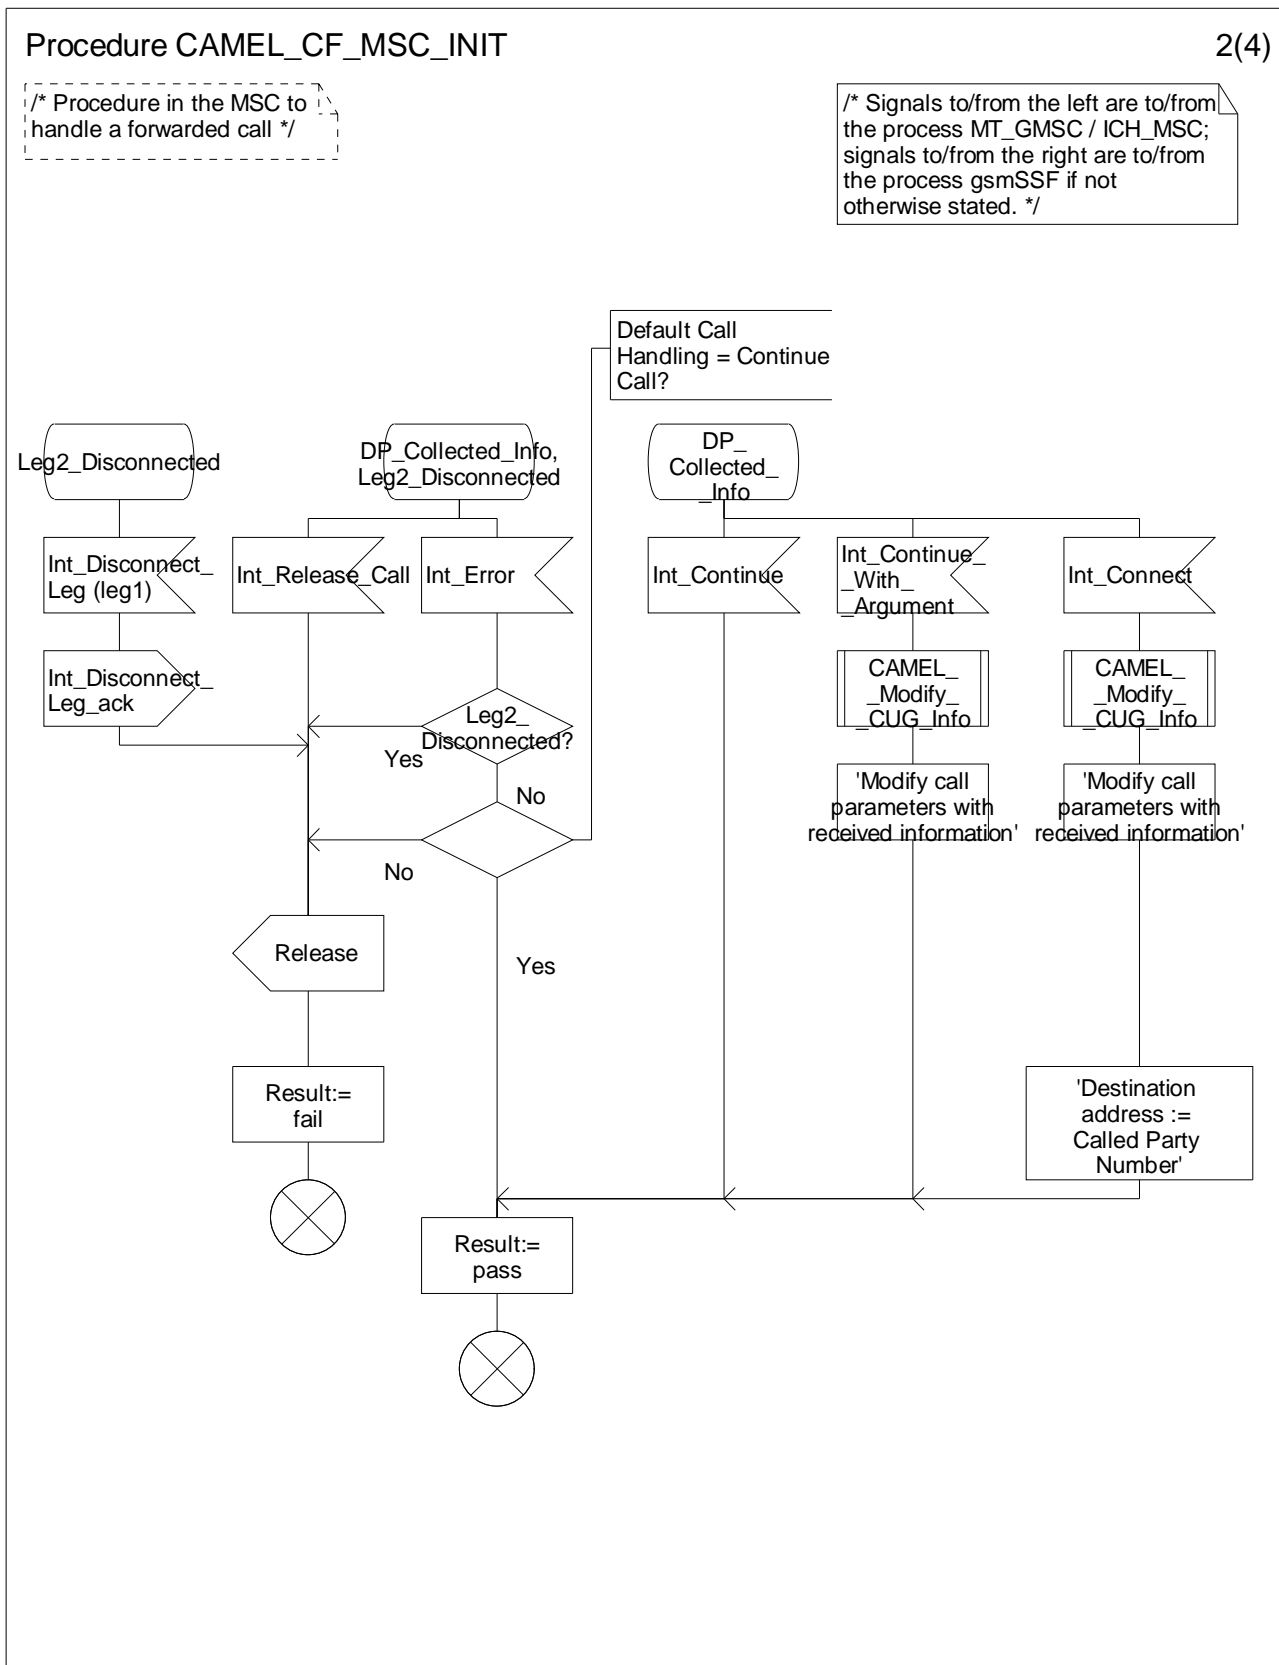 Procedure CAMEL_CF_MSC_INIT
2(4)
/* Procedure in the MSC to
handle a forwarded call */
/* Signals to/from the left are to/from
the process MT_GMSC / ICH_MSC;
signals to/from the right are to/from
the process gsmSSF if not
otherwise stated. */
Default Call
Handling = Continue
Call?
Leg2_Disconnected
DP_Collected_Info,
Leg2_Disconnected
DP_
Collected_
_Info
Int_Disconnect_
Leg (leg1)
Int_Release_Call
Int_Error
Int_Continue
Int_Continue_
_With_
_Argument
Int_Connect
Int_Disconnect_
Leg_ack
Leg2_
Disconnected?
CAMEL_
_Modify_
_CUG_Info
CAMEL_
_Modify_
_CUG_Info
Yes
No
'Modify call
parameters with
received information'
'Modify call
parameters with
received information'
No
Release
Yes
Result:=
fail
'Destination
address :=
Called Party
Number'
Result:=
pass